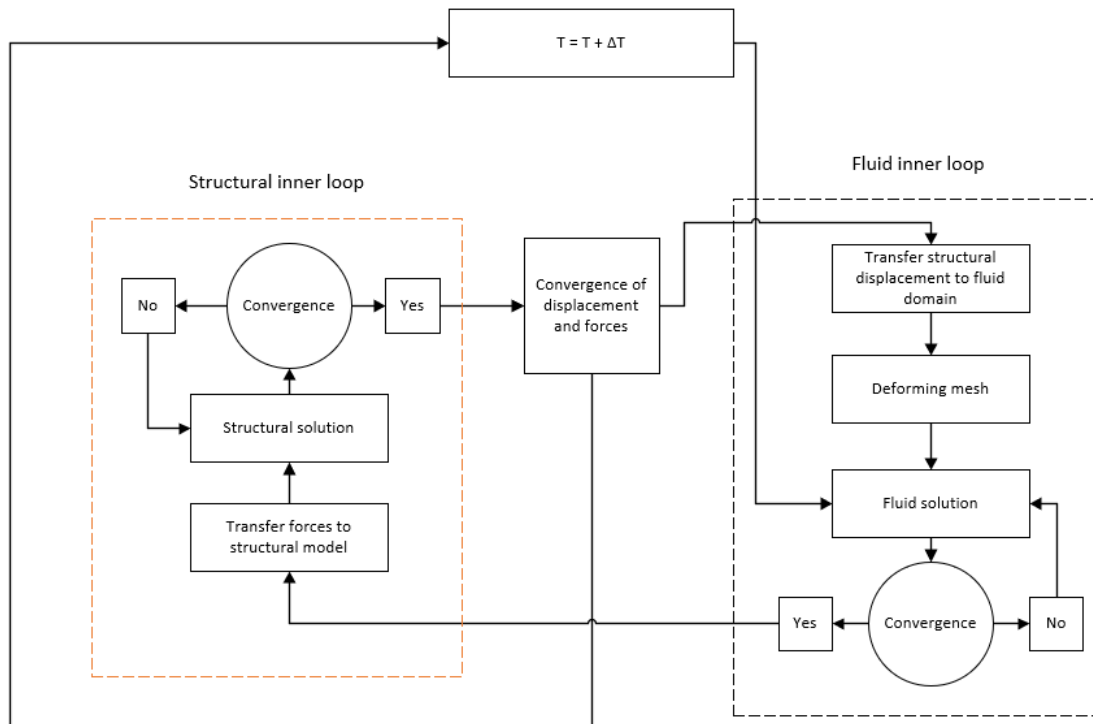 T = T + ΔT
Structural inner loop
Fluid inner loop
No
Convergence
Yes
Convergence of
displacement
and forces
Transfer structural
displacement to fluid
domain
Deforming mesh
Structural solution
Fluid solution
Transfer forces to
structural model
Yes
Convergence
No